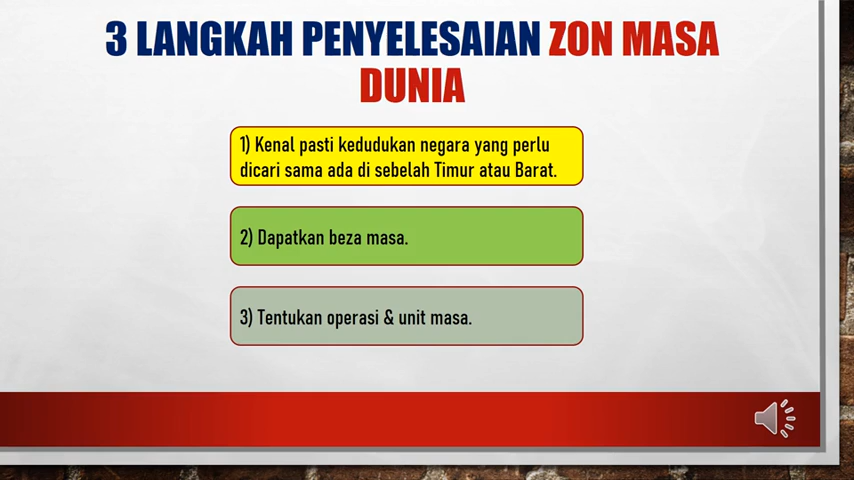 3 LANGKAH PENYELESAIAN ZON MASA
DUNIA
1) Kenal pasti kedudukan negara yang perlu
dicari sama ada di sebelah Timur atau Barat.
2) Dapatkan beza masa.
3) Tentukan operasi & unit masa.